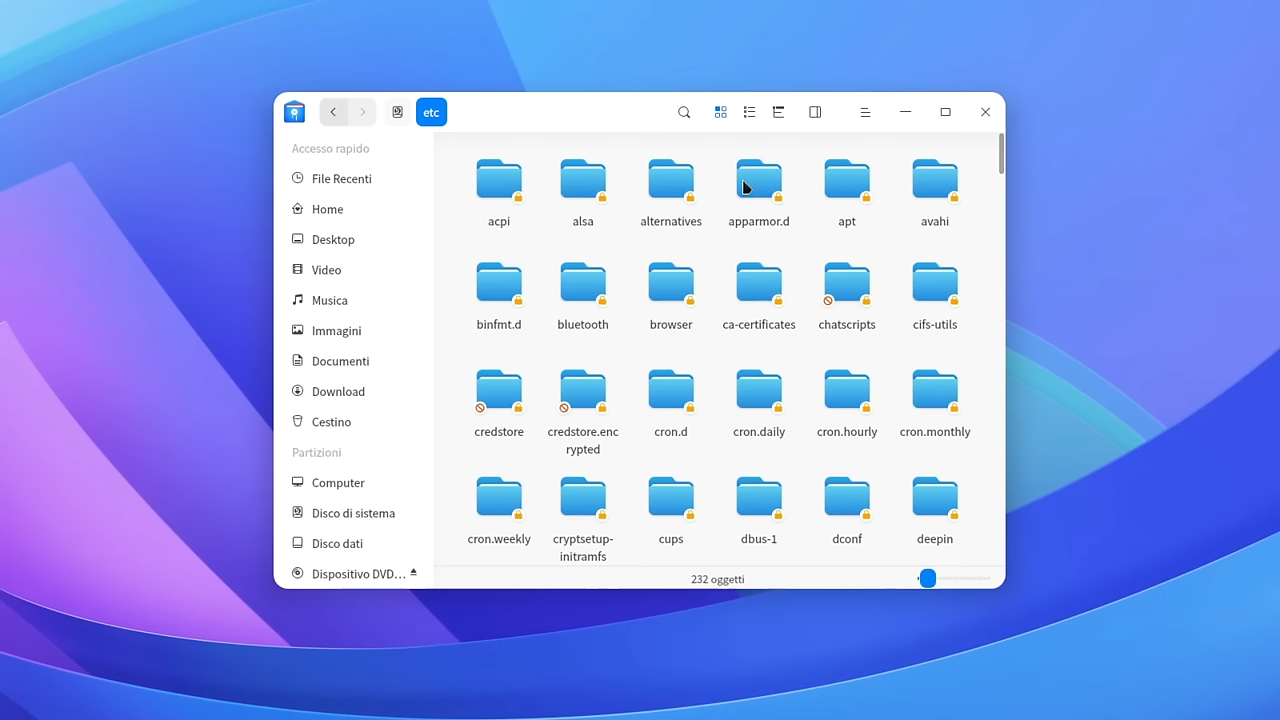 etc
Accesso rapido
File Recenti
Home
Desktop
Video
Musica
Immagini
Documenti
Download
Cestino
Partizioni
Computer
Disco di sistema
Disco dati
Dispositivo DVD…
acpi
alsa
alternatives
apparmor.d
apt
avahi
binfmt.d
bluetooth
browser
ca-certificates
chatscripts
cifs-utils
credstore
credstore.enc
rypted
cron.d
cron.daily
cron.hourly
cron.monthly
cron.weekly
cryptsetup-
initramfs
cups
dbus-1
dconf
deepin
232 oggetti